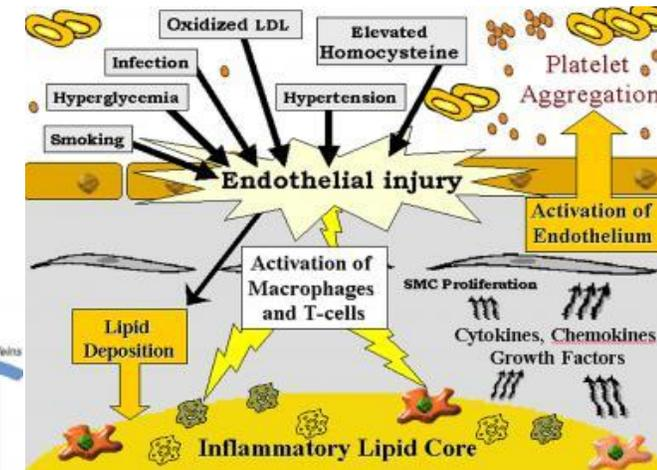 Oxidized LDL
Elevated
Homocysteine
Infection
Platelet
Aggregation
Hyperglycemia
Hypertension
Smoking
Endothelial injury
Activation of
Endothelium
Activation of
Macrophages
and T-cells
SMC Proliferation
Lipid
Deposition
Cytokines, Chemokines
Growth Factors
Inflammatory Lipid Core